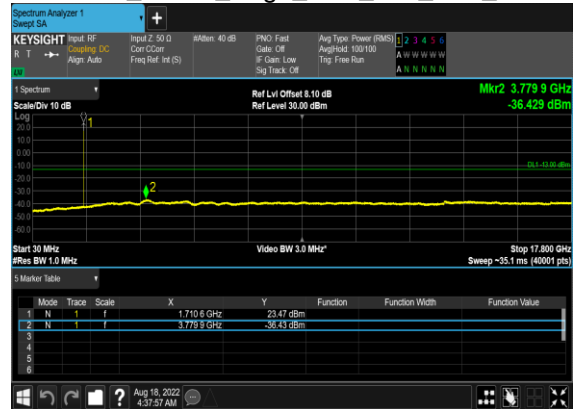 Spectrum Analyzer 1
Swept SA
+
KEYSIGHT Input: RF Input Z: 50 Ω #Atten: 40 dB PNO: Fast Avg Type: Power (RMS) 1 2 3 4 5 6
R T Coupling: DC Corr CCorr Gate: Off Avg|Hold: 100/100 A W W W W W
Align: Auto Freq Ref: Int (S) IF Gain: Low Trig: Free Run
LW Sig Track: Off A N N N N N
1 Spectrum Ref Lvl Offset 8.10 dB Mkr2 3.779 9 GHz
Scale/Div 10 dB Ref Level 30.00 dBm -36.429 dBm
Log
20.0 1
10.0
0.00
-10.0 DL1 -13.00 dBm
-20.0
-30.0 2
-40.0
-50.0
-60.0
Start 30 MHz Video BW 3.0 MHz* Stop 17.800 GHz
#Res BW 1.0 MHz Sweep ~35.1 ms (40001 pts)
5 Marker Table
Mode Trace Scale X Y Function Function Width Function Value
1 N 1 f 1.710 6 GHz 23.47 dBm
2 N 1 f 3.779 9 GHz -36.43 dBm
3
4
5
6
? Aug 18, 2022
4:37:57 AM